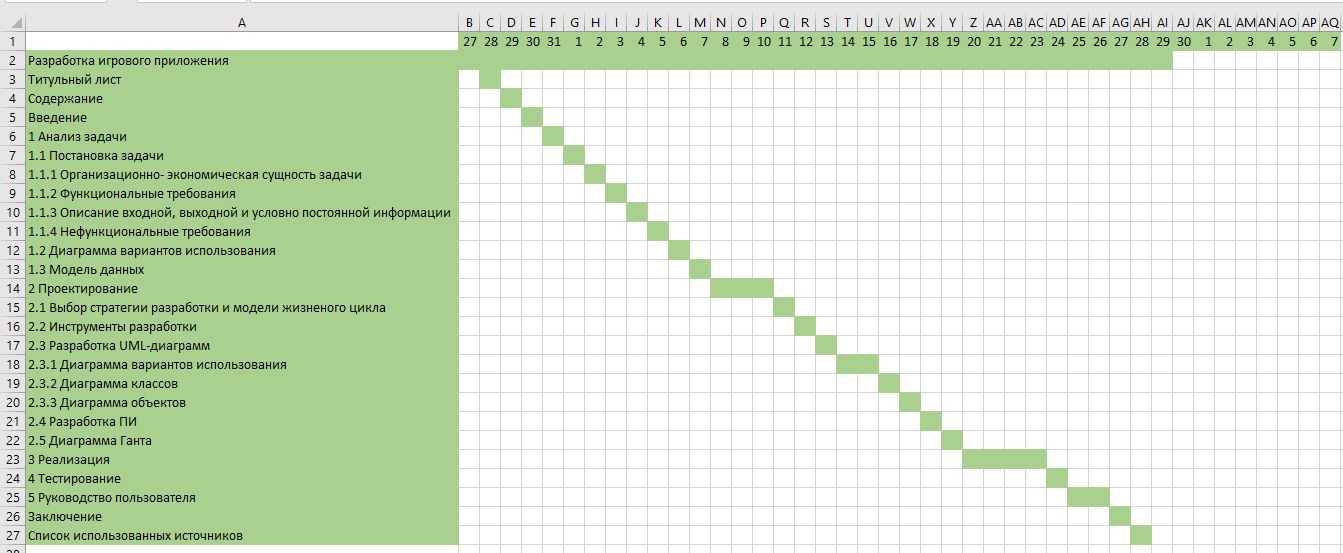 A B C D E F G H I J K L M N O P Q R S T U V W X Y Z AA AB AC AD AE AF AG AH AI AJ AK AL AM AN AO AP AQ
1 27 28 29 30 31 1 2 3 4 5 6 7 8 9 10 11 12 13 14 15 16 17 18 19 20 21 22 23 24 25 26 27 28 29 30 1 2 3 4 5 6 7
2 Разработка игрового приложения
3 Титульный лист
4 Содержание
5 Введение
6 1 Анализ задачи
7 1.1 Постановка задачи
8 1.1.1 Организационно- экономическая сущность задачи
9 1.1.2 Функциональные требования
10 1.1.3 Описание входной, выходной и условно постоянной информации
11 1.1.4 Нефункциональные требования
12 1.2 Диаграмма вариантов использования
13 1.3 Модель данных
14 2 Проектирование
15 2.1 Выбор стратегии разработки и модели жизненого цикла
16 2.2 Инструменты разработки
17 2.3 Разработка UML-диаграмм
18 2.3.1 Диаграмма вариантов использования
19 2.3.2 Диаграмма классов
20 2.3.3 Диаграмма объектов
21 2.4 Разработка ПИ
22 2.5 Диаграмма Ганта
23 3 Реализация
24 4 Тестирование
25 5 Руководство пользователя
26 Заключение
27 Список использованных источников